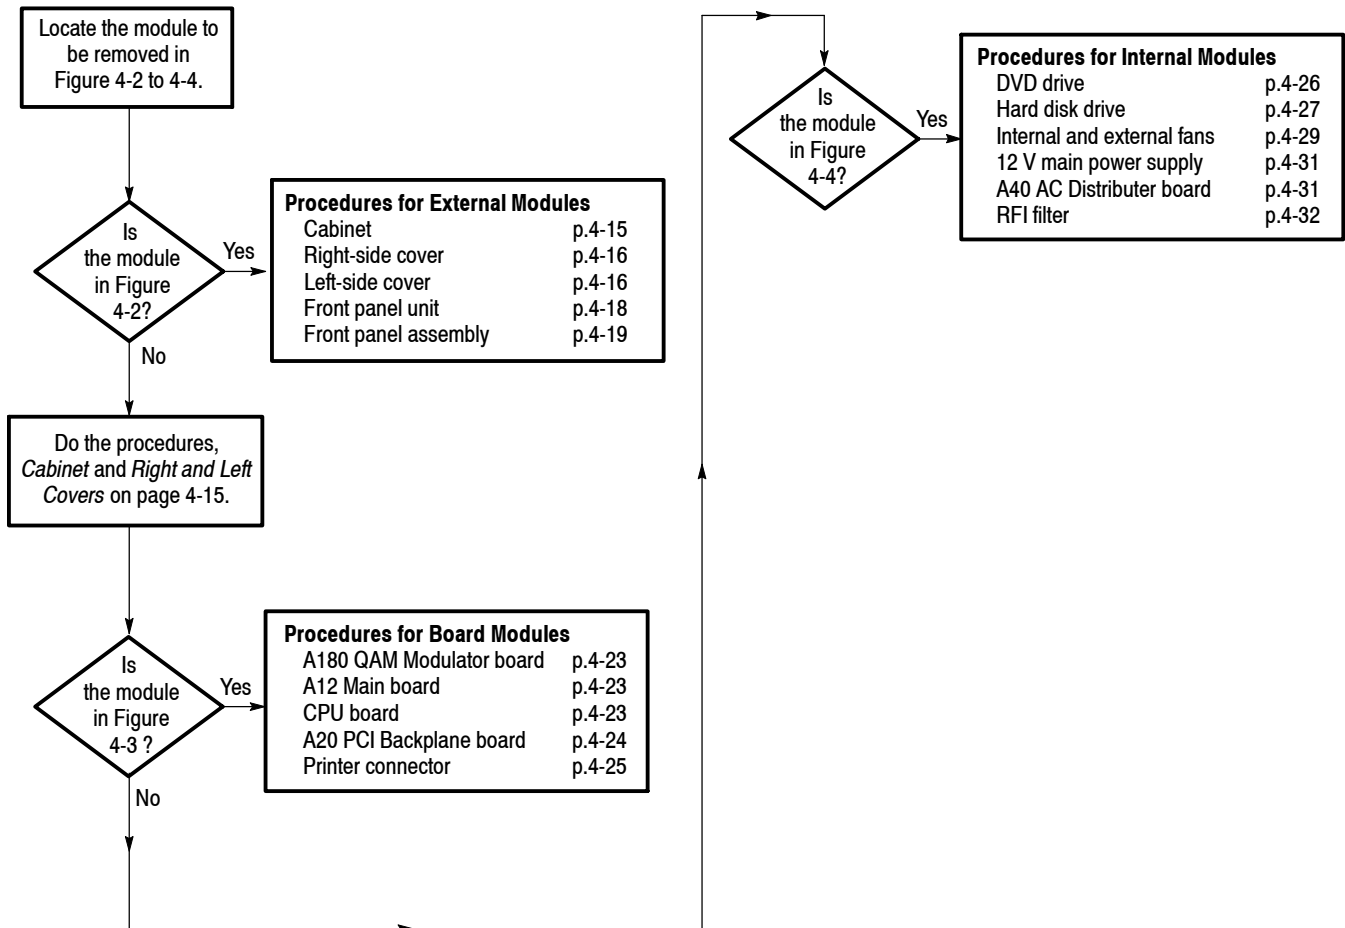 Locate the module to
be removed in
Figure 4-2 to 4-4.
Is
the module
in Figure
4-2?
Yes
No
Procedures for External Modules
Cabinet p.4-15
Right-side cover p.4-16
Left-side cover p.4-16
Front panel unit p.4-18
Front panel assembly p.4-19
Do the procedures,
Cabinet and Right and Left
Covers on page 4-15.
Is
the module
in Figure
4-3 ?
Yes
No
Procedures for Board Modules
A180 QAM Modulator board p.4-23
A12 Main board p.4-23
CPU board p.4-23
A20 PCI Backplane board p.4-24
Printer connector p.4-25
Is
the module
in Figure
4-4?
Yes
Procedures for Internal Modules
DVD drive p.4-26
Hard disk drive p.4-27
Internal and external fans p.4-29
12 V main power supply p.4-31
A40 AC Distributer board p.4-31
RFI filter p.4-32